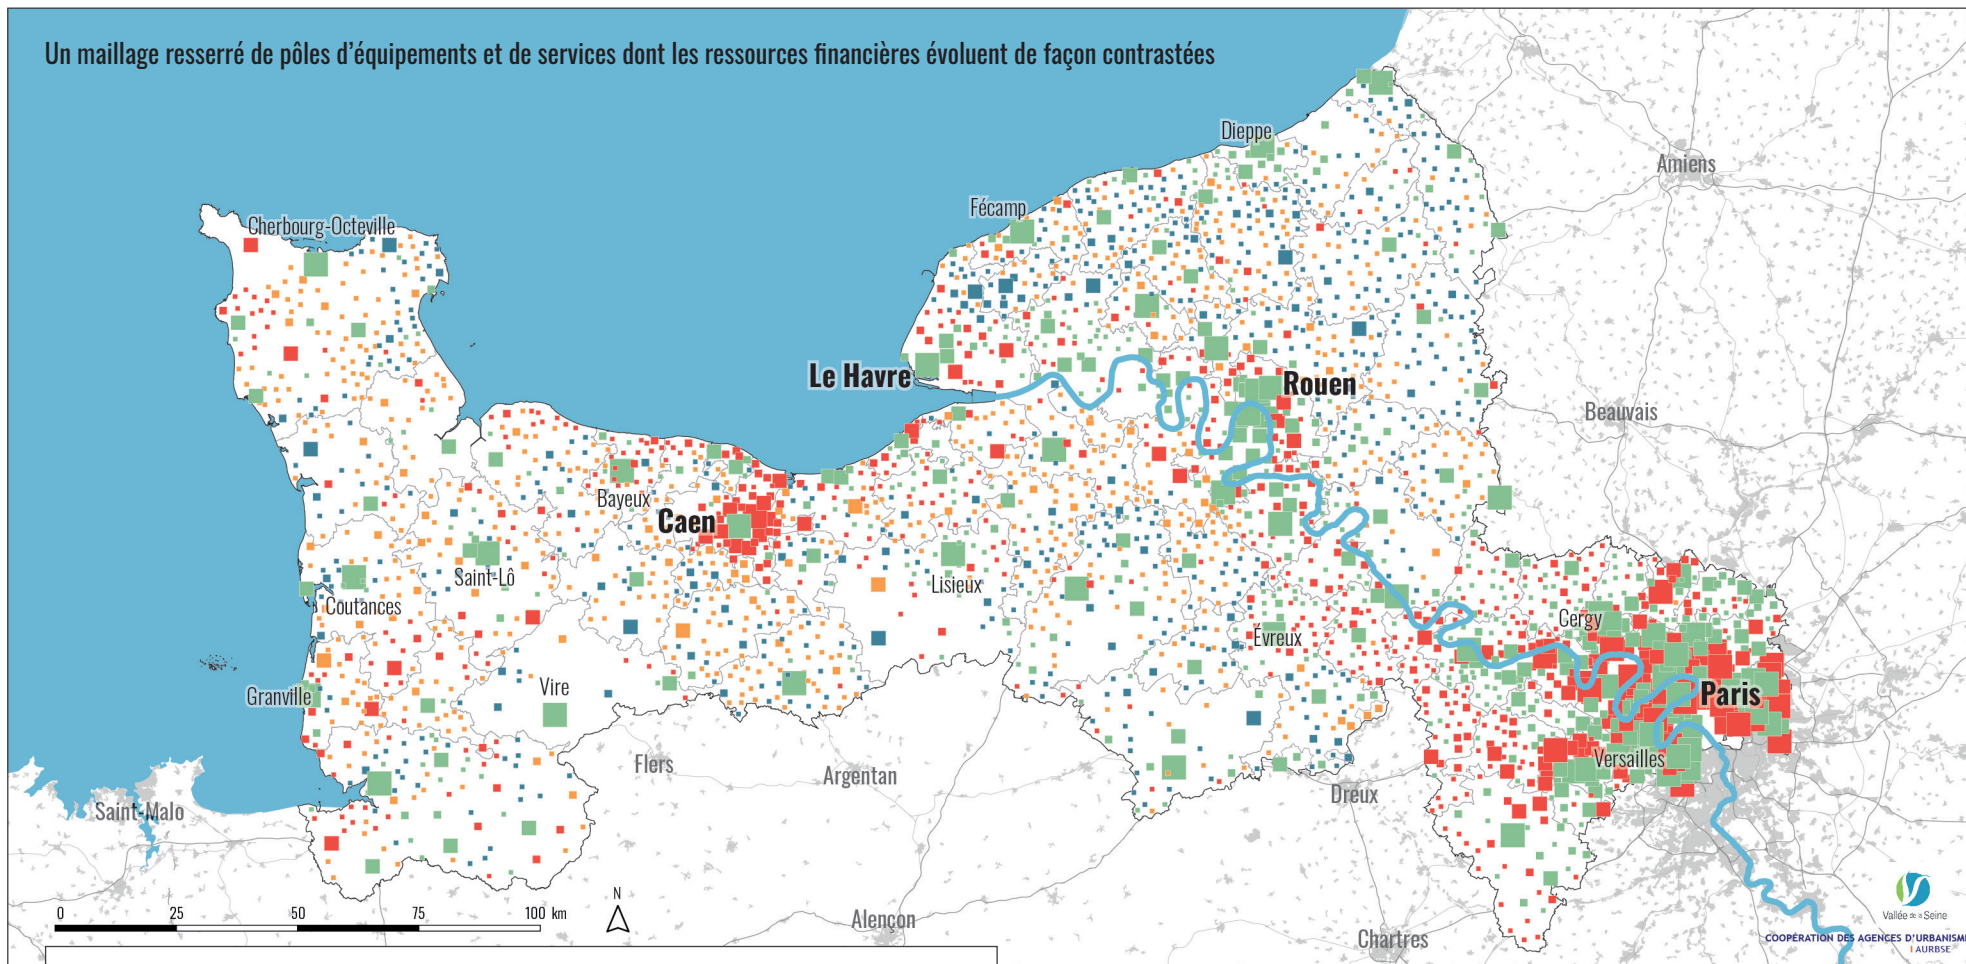 Un maillage resserré de pôles d'équipements et de services dont les ressources financières évoluent de façon contrastées
Dieppe
Amiens
Fécamp
Cherbourg-Octeville
Le Havre
Rouen
Beauvais
Bayeux
Caen
Saint-Lô
Lisieux
Coutances
Cergy
Évreux
Vire
Granville
Paris
Versailles
Flers
Argentan
Dreux
Saint-Malo
0 25 50 75 100 km
N
Alençon
Chartres
Vallée de la Seine
COOPÉRATION DES AGENCES D'URBANISME
I AURBSE